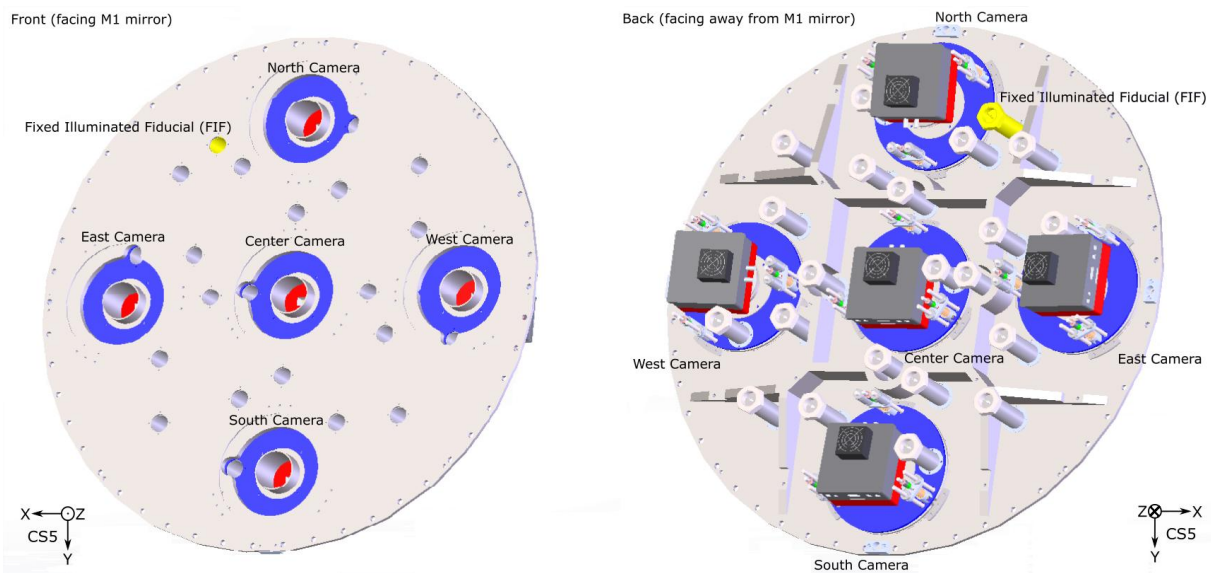 Front (facing M1 mirror)
North Camera
Fixed Illuminated Fiducial (FIF)
East Camera
Center Camera
West Camera
South Camera
X
Z
CS5
Y
Back (facing away from M1 mirror)
North Camera
Fixed Illuminated Fiducial (FIF)
West Camera
Center Camera
East Camera
South Camera
Z
X
CS5
Y